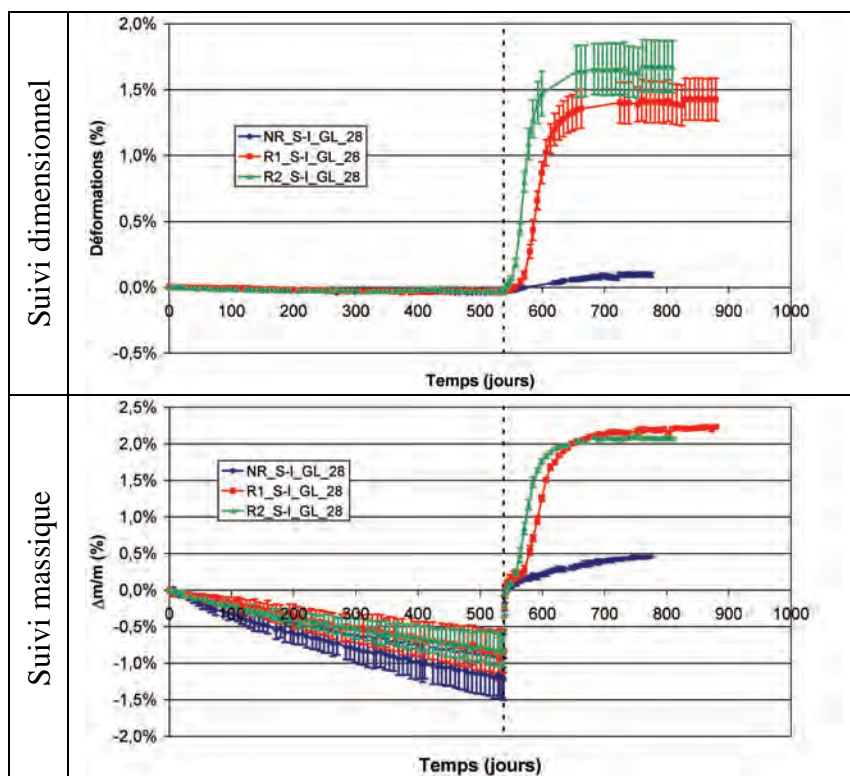 Suivi dimensionnel
Déformations (%)
2,0%
1,5%
1,0%
0,5%
0,0%
-0,5%
NR_S-I_GL_28
R1_S-I_GL_28
R2_S-I_GL_28
0 100 200 300 400 500 600 700 800 900 1000
Temps (jours)
Suivi massique
Δm/m (%)
2,5%
2,0%
1,5%
1,0%
0,5%
0,0%
-0,5%
-1,0%
-1,5%
-2,0%
NR_S-I_GL_28
R1_S-I_GL_28
R2_S-I_GL_28
0 100 200 300 400 500 600 700 800 900 1000
Temps (jours)